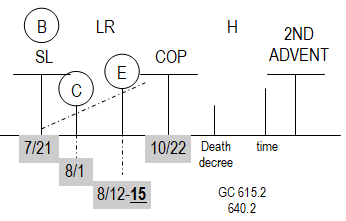 B
LR
H
2ND
ADVENT
SL
C
E
COP
7/21
10/22
Death
decree
time
8/1
8/12-15
GC 615.2
640.2